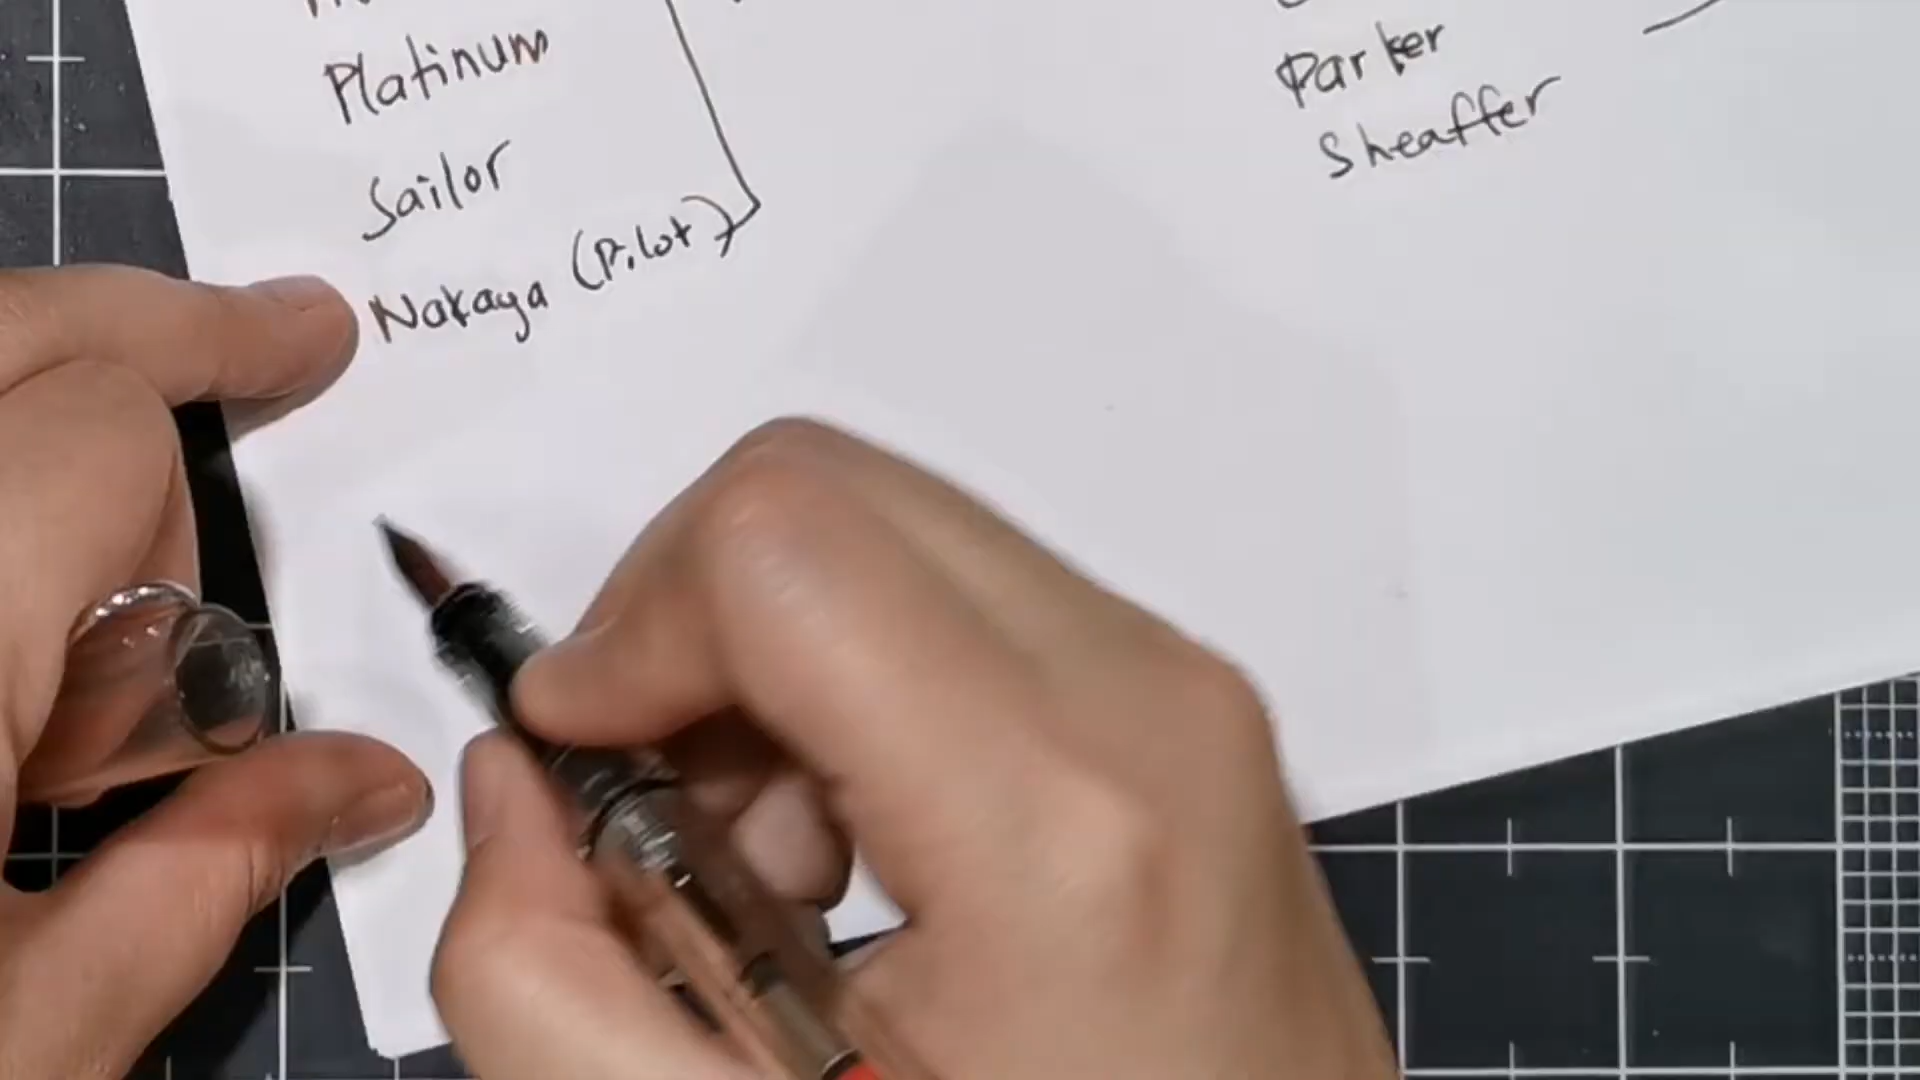 Platinum
Sailor
Nakaya (Pilot)
Parker
Sheaffer